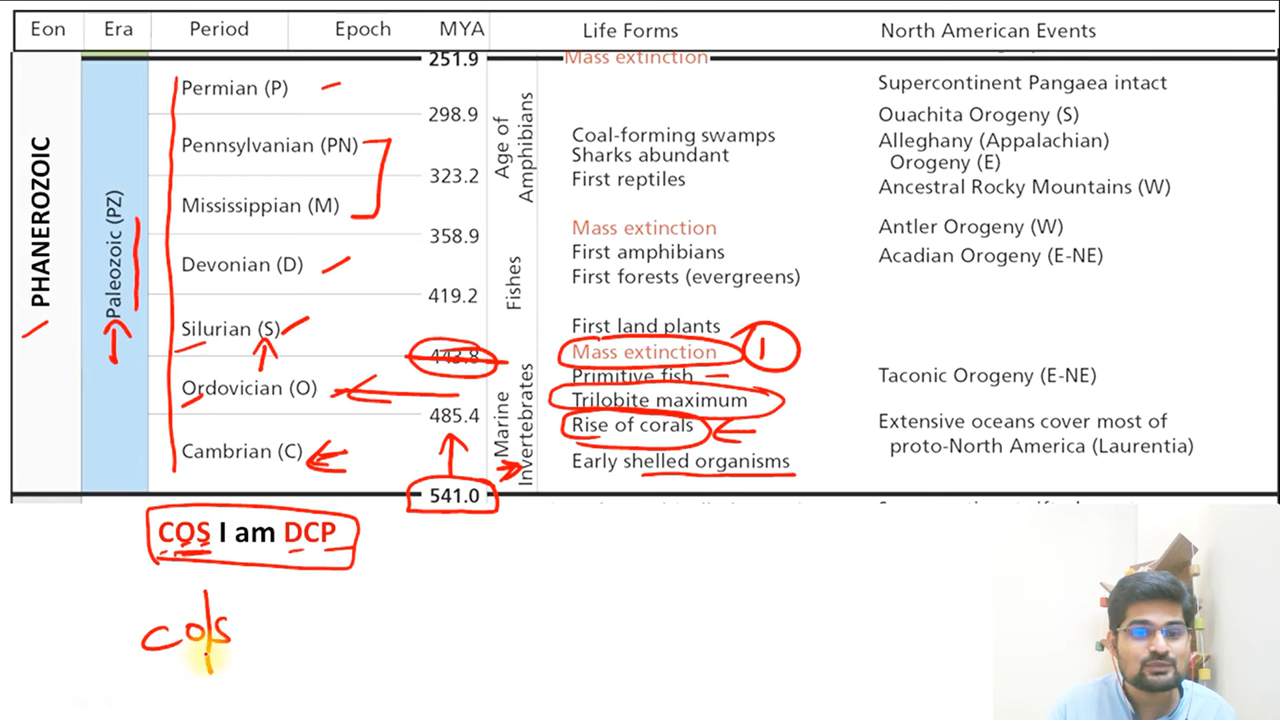 Eon Era Period Epoch MYA Life Forms North American Events
251.9 Mass extinction
Permian (P) Supercontinent Pangaea intact
298.9 Ouachita Orogeny (S)
Pennsylvanian (PN) Coal-forming swamps Alleghany (Appalachian)
Sharks abundant Orogeny (E)
323.2 First reptiles Ancestral Rocky Mountains (W)
Mississippian (M)
Age of Amphibians
358.9 Mass extinction Antler Orogeny (W)
First amphibians Acadian Orogeny (E-NE)
Devonian (D) First forests (evergreens)
419.2
Fishes
Silurian (S) First land plants
443.8 Mass extinction 1
Primitive fish Taconic Orogeny (E-NE)
Ordovician (O) Trilobite maximum
485.4 Rise of corals Extensive oceans cover most of
proto-North America (Laurentia)
Cambrian (C) Early shelled organisms
Marine Invertebrates
541.0
PHANEROZOIC
Paleozoic (PZ)
COS I am DCP
COS